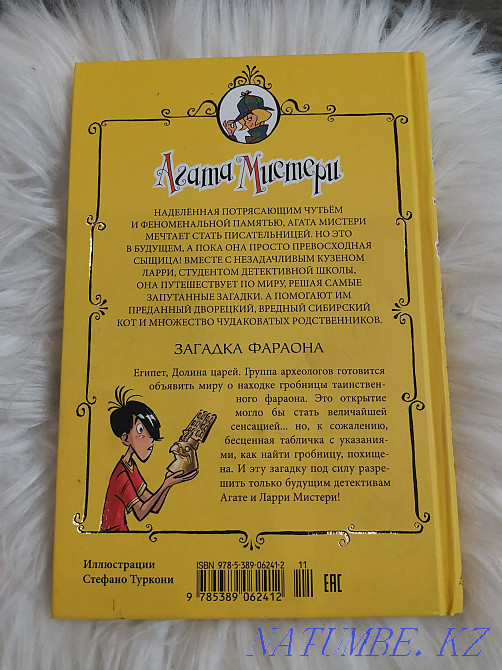 Агата Мистери
НАДЕЛЁННАЯ ПОТРЯСАЮЩИМ ЧУТЬЁМ
И ФЕНОМЕНАЛЬНОЙ ПАМЯТЬЮ, АГАТА МИСТЕРИ
МЕЧТАЕТ СТАТЬ ПИСАТЕЛЬНИЦЕЙ. НО ЭТО
В БУДУЩЕМ, А ПОКА ОНА ПРОСТО ПРЕВОСХОДНАЯ
СЫЩИЦА! ВМЕСТЕ С НЕЗАДАЧЛИВЫМ КУЗЕНОМ
ЛАРРИ, СТУДЕНТОМ ДЕТЕКТИВНОЙ ШКОЛЫ,
ОНА ПУТЕШЕСТВУЕТ ПО МИРУ, РЕШАЯ САМЫЕ
ЗАПУТАННЫЕ ЗАГАДКИ. А ПОМОГАЮТ ИМ
ПРЕДАННЫЙ ДВОРЕЦКИЙ, ВРЕДНЫЙ СИБИРСКИЙ
КОТ И МНОЖЕСТВО ЧУДАКОВАТЫХ РОДСТВЕННИКОВ.
ЗАГАДКА ФАРАОНА
Египет, Долина царей. Группа археологов готовится
объявить миру о находке гробницы таинствен-
ного фараона. Это открытие
могло бы стать величайшей
сенсацией... но, к сожалению,
бесценная табличка с указания-
ми, как найти гробницу, похище-
на. И эту загадку под силу разре-
шить только будущим детективам
Агате и Ларри Мистери!
Иллюстрации
Стефано Туркони
ISBN 978-5-389-06241-2
11
9 785389 062412
EAC
NATUMBE.KZ